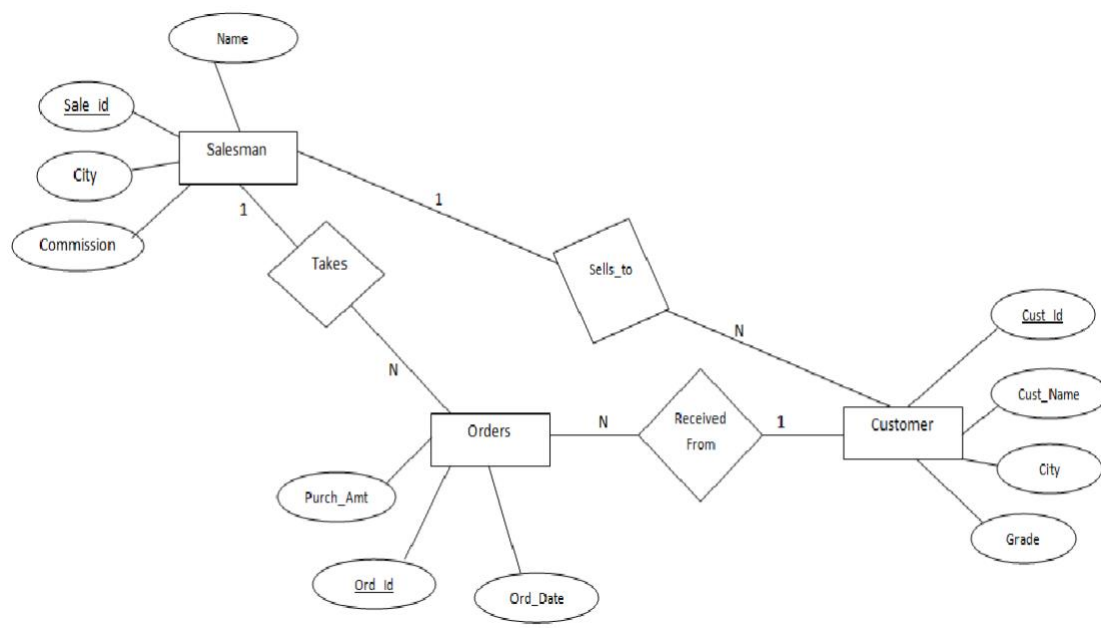 Name
Sale_id
Salesman
City
1
1
Commission
Takes
Sells_to
Cust_Id
N
N
Cust_Name
Orders
N
Received
From
1
Customer
City
Purch_Amt
Grade
Ord_Id
Ord_Date